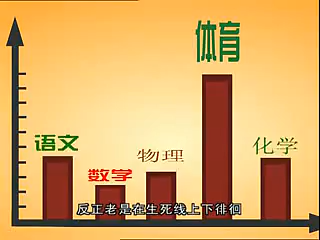 体育
语文
数学
物理
化学
反正老是在生死线上下徘徊